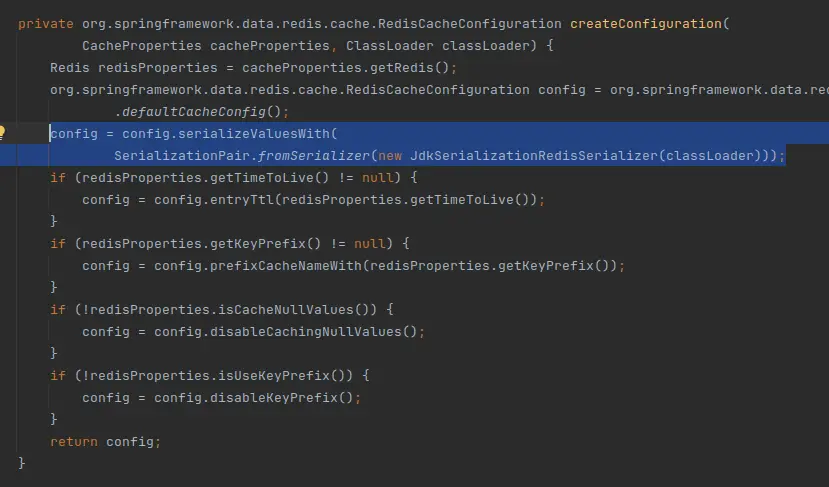 private org.springframework.data.redis.cache.RedisCacheConfiguration createConfiguration(
        CacheProperties cacheProperties, ClassLoader classLoader) {
    Redis redisProperties = cacheProperties.getRedis();
    org.springframework.data.redis.cache.RedisCacheConfiguration config = org.springframework.data.red
            .defaultCacheConfig();
    config = config.serializeValuesWith(
            SerializationPair.fromSerializer(new JdkSerializationRedisSerializer(classLoader)));
    if (redisProperties.getTimeToLive() != null) {
        config = config.entryTtl(redisProperties.getTimeToLive());
    }
    if (redisProperties.getKeyPrefix() != null) {
        config = config.prefixCacheNameWith(redisProperties.getKeyPrefix());
    }
    if (!redisProperties.isCacheNullValues()) {
        config = config.disableCachingNullValues();
    }
    if (!redisProperties.isUseKeyPrefix()) {
        config = config.disableKeyPrefix();
    }
    return config;
}